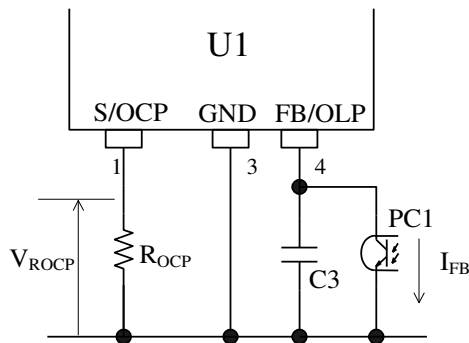 U1
S/OCP GND FB/OLP
1 3 4
PC1
V_ROCP R_OCP C3 I_FB